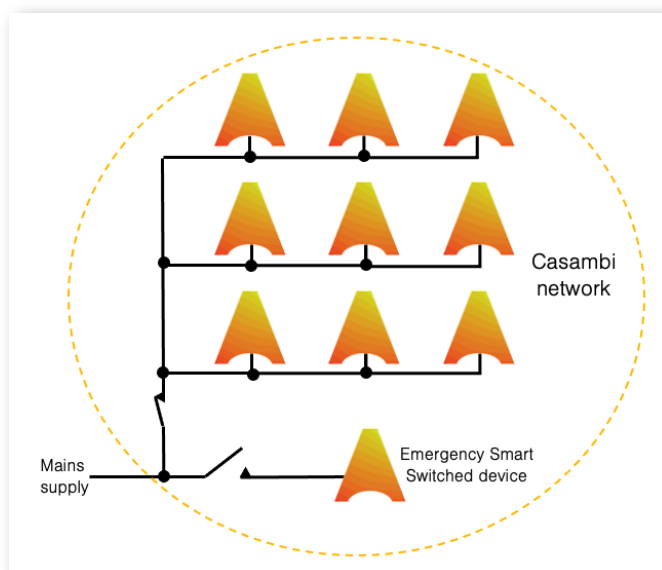 Casambi
network
Mains
supply
Emergency Smart
Switched device